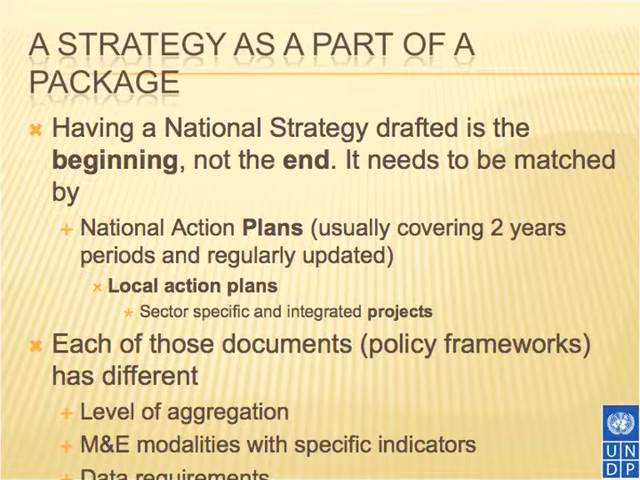 A STRATEGY AS A PART OF A
PACKAGE
Having a National Strategy drafted is the
beginning, not the end. It needs to be matched
by
National Action Plans (usually covering 2 years
periods and regularly updated)
Local action plans
Sector specific and integrated projects
Each of those documents (policy frameworks)
has different
Level of aggregation
M&E modalities with specific indicators
Data requirements
U N
D P